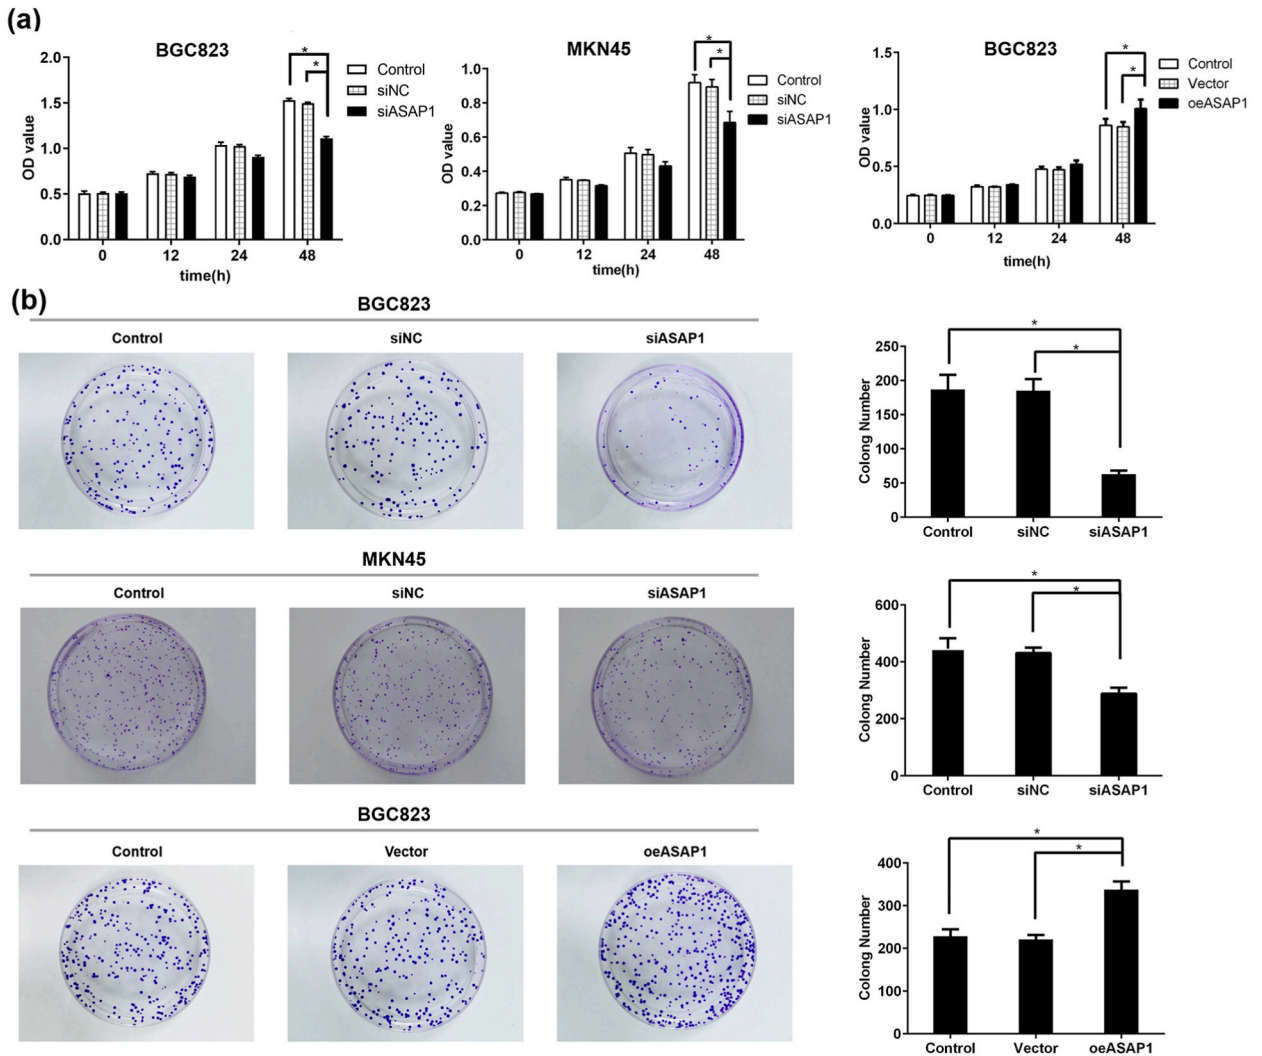 (a)
BGC823
OD value
2.0
1.5
1.0
0.5
0.0
0 12 24 48
time(h)
* *
Control
siNC
siASAP1
MKN45
OD value
1.0
0.8
0.6
0.4
0.2
0.0
0 12 24 48
time(h)
* *
Control
siNC
siASAP1
BGC823
OD value
1.5
1.0
0.5
0.0
0 12 24 48
time(h)
* *
Control
Vector
oeASAP1
(b)
BGC823
Control siNC siASAP1
Colong Number
250
200
150
100
50
0
* *
Control siNC siASAP1
MKN45
Control siNC siASAP1
Colong Number
600
400
200
0
* *
Control siNC siASAP1
BGC823
Control Vector oeASAP1
Colong Number
400
300
200
100
0
* *
Control Vector oeASAP1